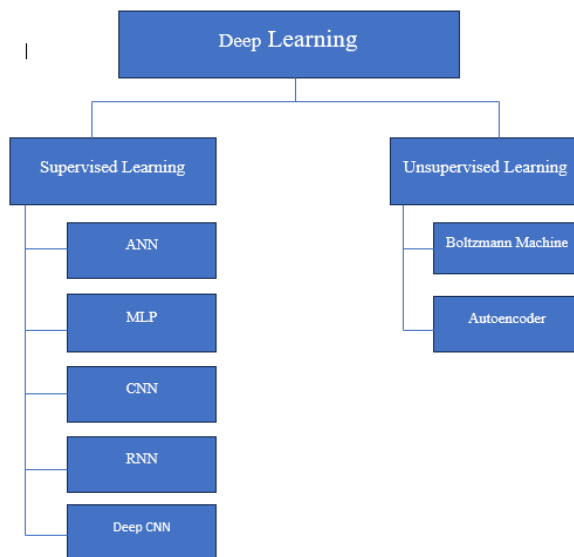 Deep Learning
Supervised Learning
Unsupervised Learning
ANN
MLP
CNN
RNN
Deep CNN
Boltzmann Machine
Autoencoder